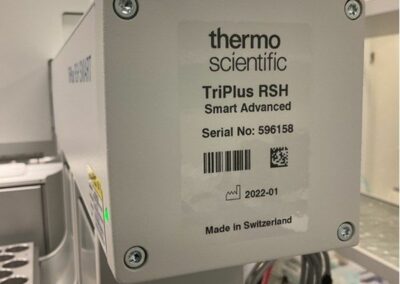 thermo
scientific
TriPlus RSH
Smart Advanced
Serial No: 596158
2022-01
Made in Switzerland